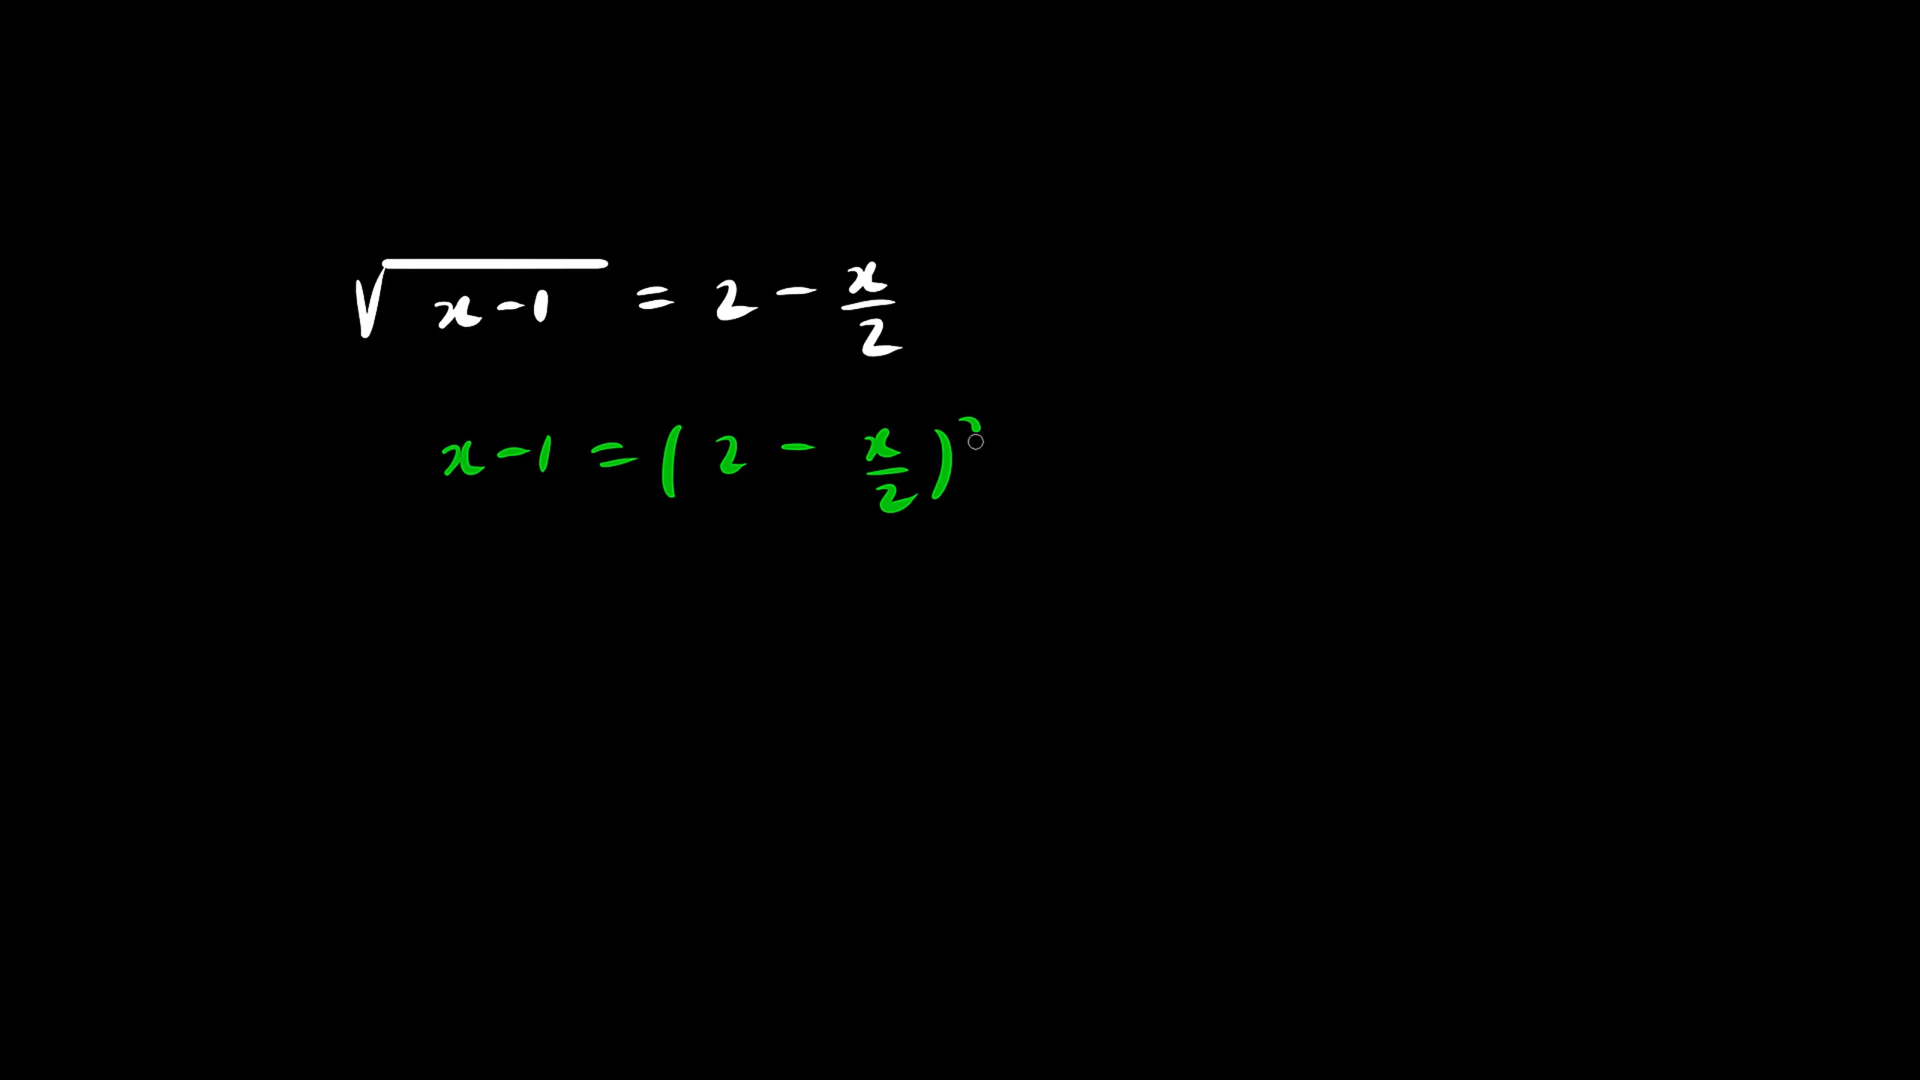 √(x-1) = 2 - x/2
x-1 = (2 - x/2)²